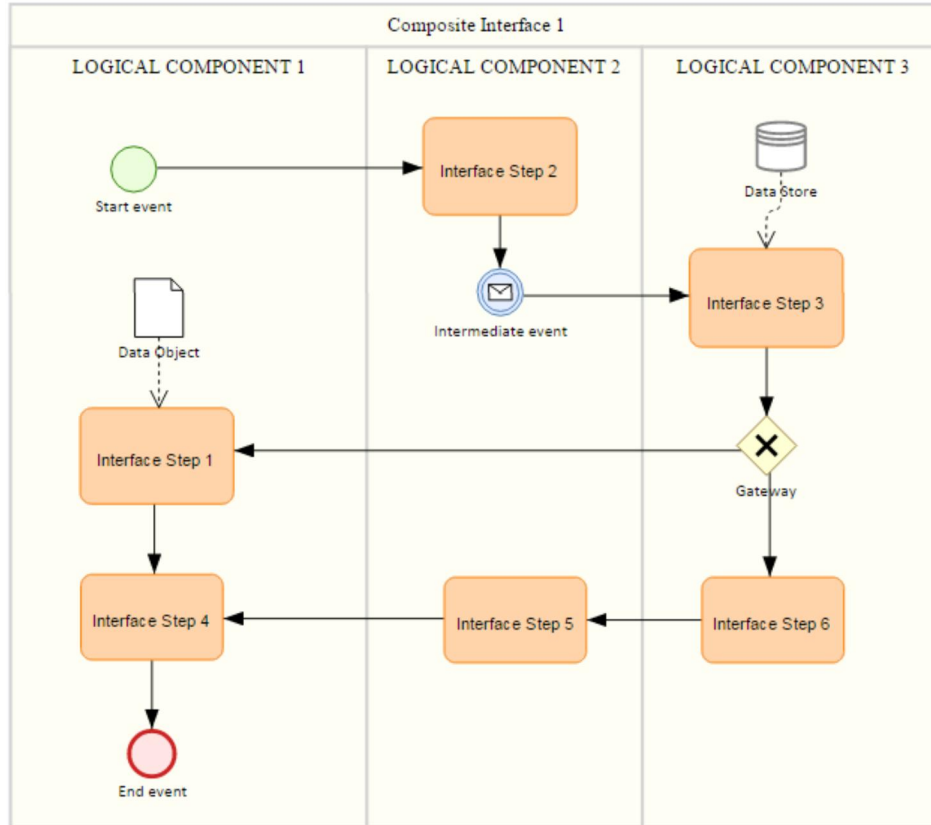 Composite Interface 1
LOGICAL COMPONENT 1
LOGICAL COMPONENT 2
LOGICAL COMPONENT 3
Interface Step 2
Data Store
Start event
Interface Step 3
Intermediate event
Data Object
Interface Step 1
Gateway
Interface Step 4
Interface Step 5
Interface Step 6
End event